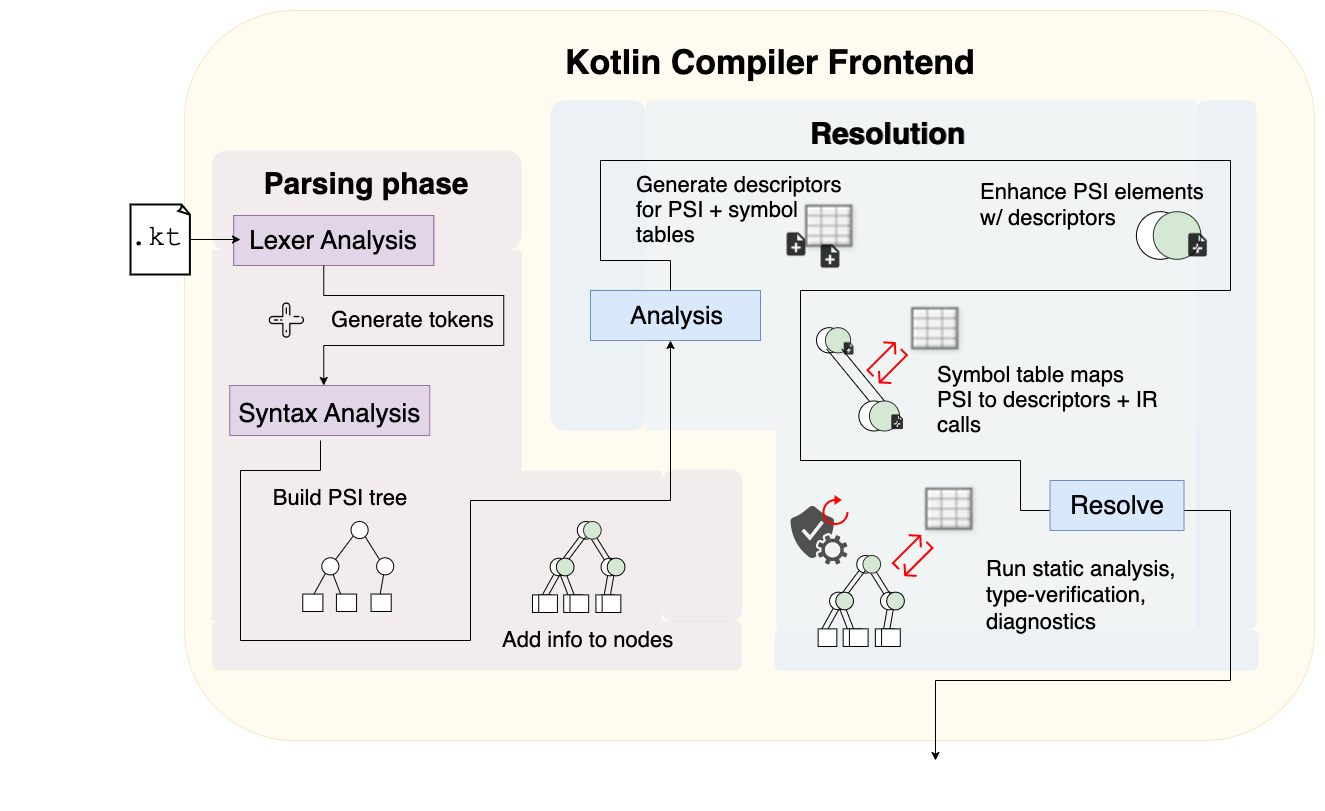 Kotlin Compiler Frontend
Parsing phase
.kt
Lexer Analysis
Generate tokens
Syntax Analysis
Build PSI tree
Add info to nodes
Resolution
Generate descriptors
for PSI + symbol
tables
Enhance PSI elements
w/ descriptors
Analysis
Symbol table maps
PSI to descriptors + IR
calls
Resolve
Run static analysis,
type-verification,
diagnostics